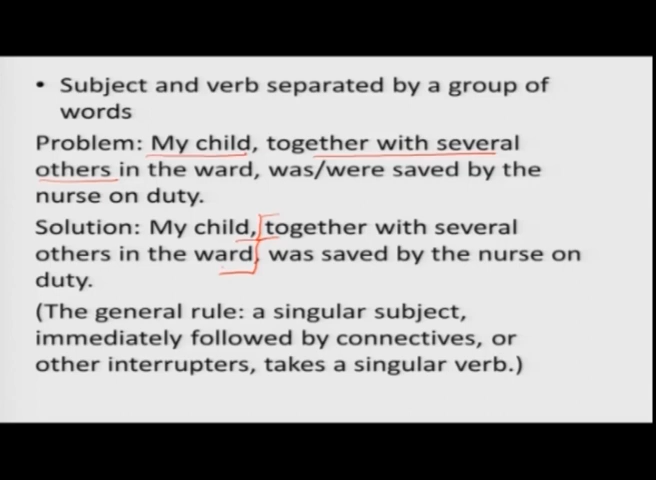 • Subject and verb separated by a group of
words
Problem: My child, together with several
others in the ward, was/were saved by the
nurse on duty.
Solution: My child, together with several
others in the ward, was saved by the nurse on
duty.
(The general rule: a singular subject,
immediately followed by connectives, or
other interrupters, takes a singular verb.)